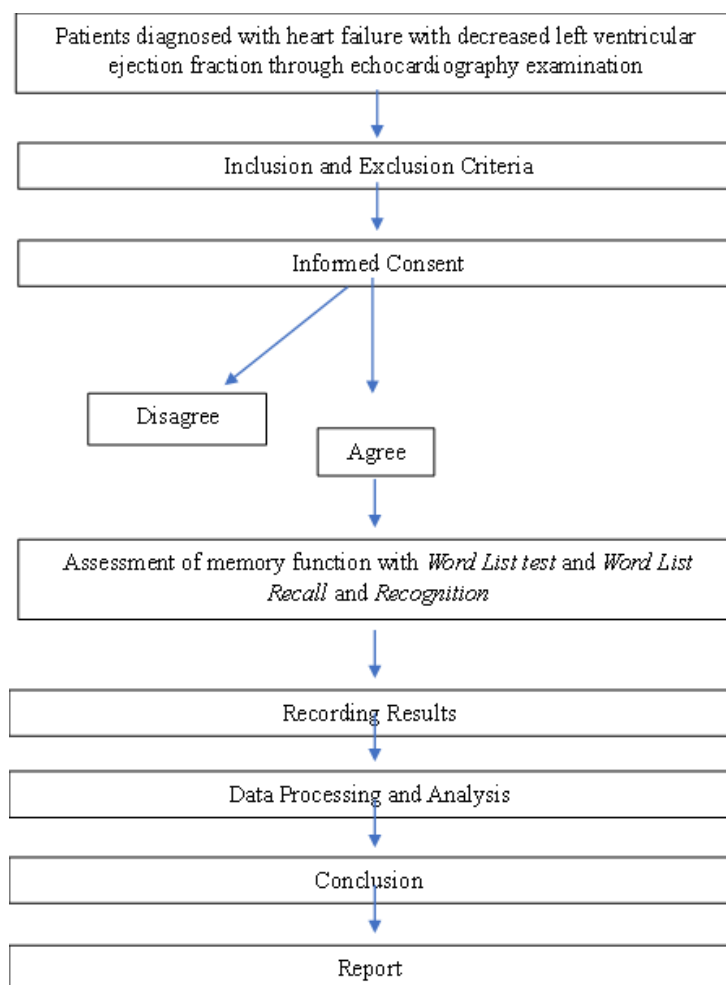 Patients diagnosed with heart failure with decreased left ventricular
ejection fraction through echocardiography examination
Inclusion and Exclusion Criteria
Informed Consent
Disagree
Agree
Assessment of memory function with Word List test and Word List
Recall and Recognition
Recording Results
Data Processing and Analysis
Conclusion
Report